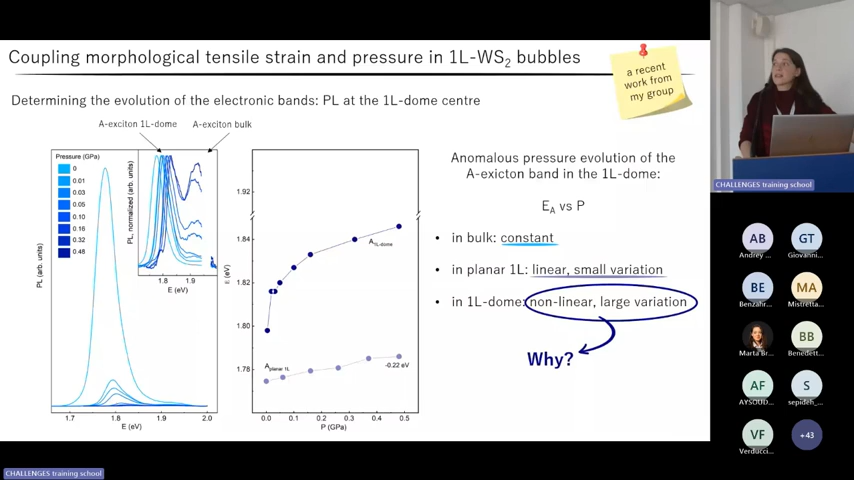 Coupling morphological tensile strain and pressure in 1L-WS2 bubbles
a recent
work from
my group
Determining the evolution of the electronic bands: PL at the 1L-dome centre
A-exciton 1L-dome
A-exciton bulk
Pressure (GPa)
0
0.01
0.03
0.05
0.10
0.16
0.32
0.48
PL, normalized (arb. units)
1.8
1.9
E (eV)
PL (arb. units)
1.7
1.8
1.9
2.0
E (eV)
1.92
1.84
1.82
1.80
1.78
E (eV)
A1L-dome
Aplanar 1L
-0.22 eV
0.0
0.1
0.2
0.3
0.4
0.5
P (GPa)
Anomalous pressure evolution of the
A-exicton band in the 1L-dome:
EA vs P
• in bulk: constant
• in planar 1L: linear, small variation
• in 1L-dome: non-linear, large variation
Why?
CHALLENGES training school
AB
Andrey ...
GT
Giovanni...
BE
Benzahr...
MA
Mistretta...
Marta Br...
BB
Benedett...
AF
AYSOUD...
S
sepideh_...
VF
Verducci...
+43
CHALLENGES training school